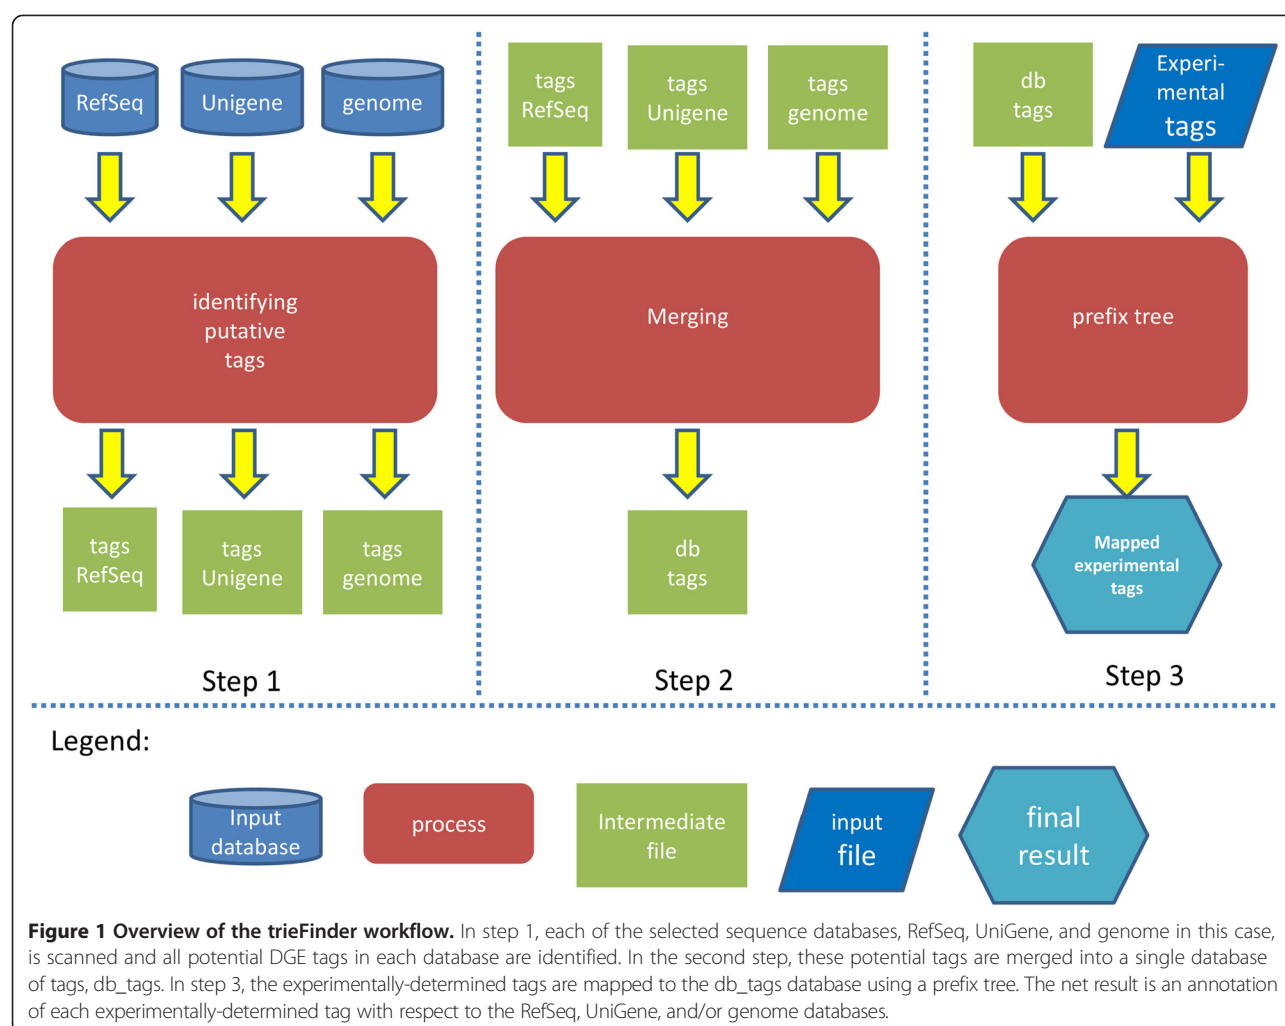 RefSeq
Unigene
genome
identifying
putative
tags
tags
RefSeq
tags
Unigene
tags
genome
Step 1
tags
RefSeq
tags
Unigene
tags
genome
Merging
db
tags
Step 2
db
tags
Experi-
mental
tags
prefix tree
Mapped
experimental
tags
Step 3
Legend:
Input
database
process
Intermediate
file
input
file
final
result
Figure 1 Overview of the trieFinder workflow. In step 1, each of the selected sequence databases, RefSeq, UniGene, and genome in this case,
is scanned and all potential DGE tags in each database are identified. In the second step, these potential tags are merged into a single database
of tags, db_tags. In step 3, the experimentally-determined tags are mapped to the db_tags database using a prefix tree. The net result is an annotation
of each experimentally-determined tag with respect to the RefSeq, UniGene, and/or genome databases.